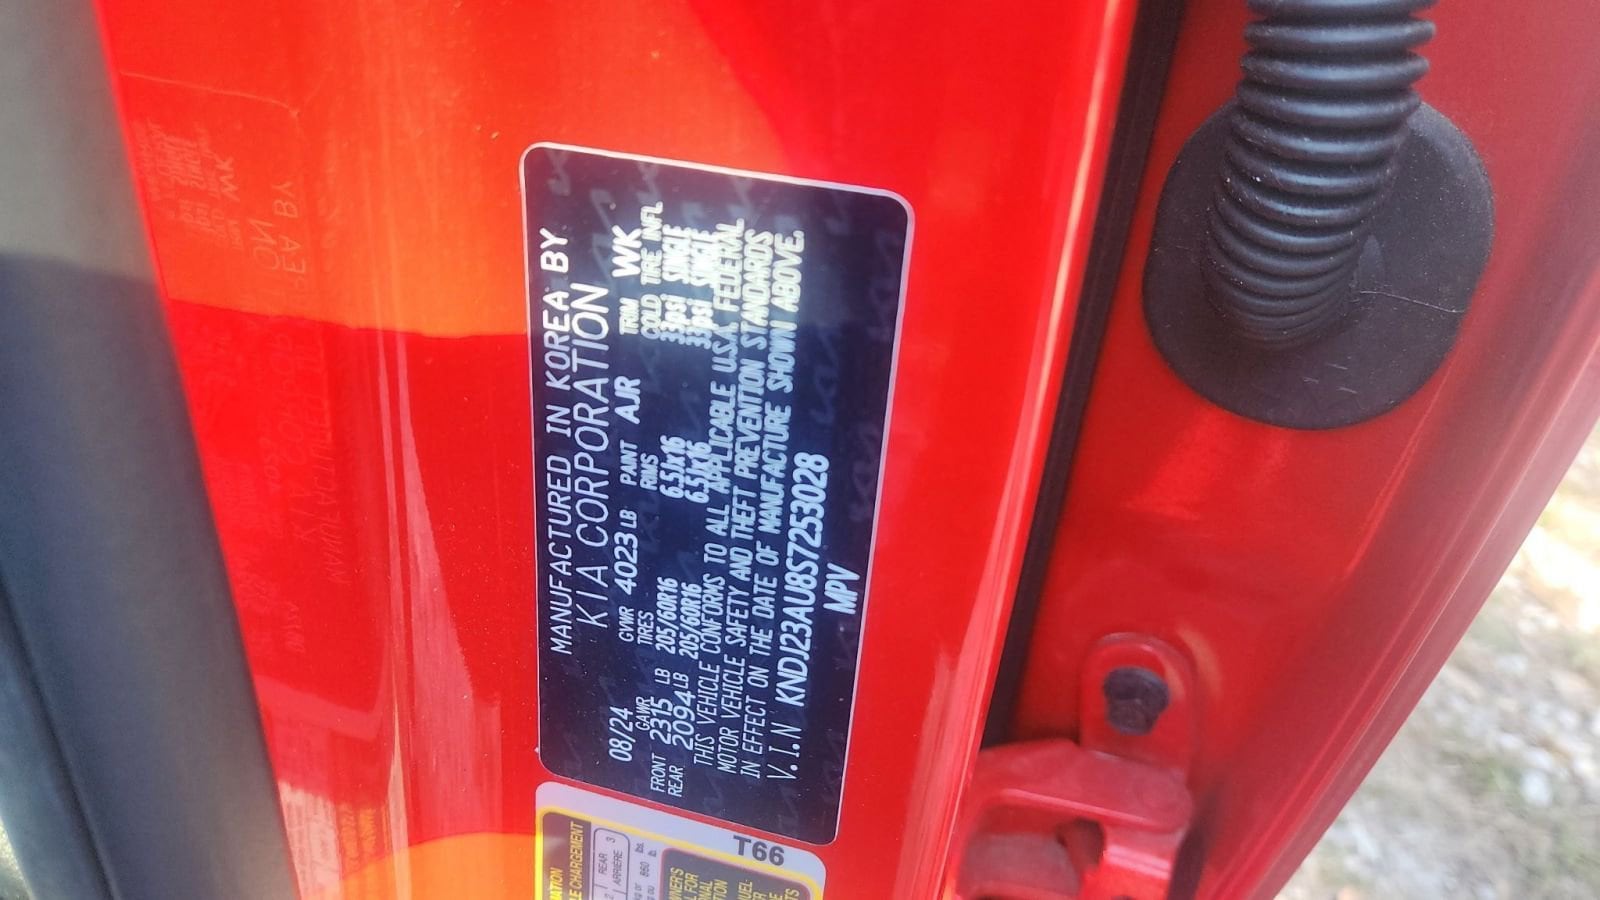 MANUFACTURED IN KOREA BY
KIA CORPORATION
08/24 GVWR 4023 LB PAINT AJR TRIM WK
GAWR TIRES RIMS COLD TIRE INFL
FRONT 2315 LB 205/60R16 6.5Jx16 33psi SINGLE
REAR 2094 LB 205/60R16 6.5Jx16 33psi SINGLE
THIS VEHICLE CONFORMS TO ALL APPLICABLE U.S.A. FEDERAL
MOTOR VEHICLE SAFETY AND THEFT PREVENTION STANDARDS
IN EFFECT ON THE DATE OF MANUFACTURE SHOWN ABOVE.
V.I.N KNDJ23AU8S7253028
MPV
T66
REAR 3
ARRIÈRE